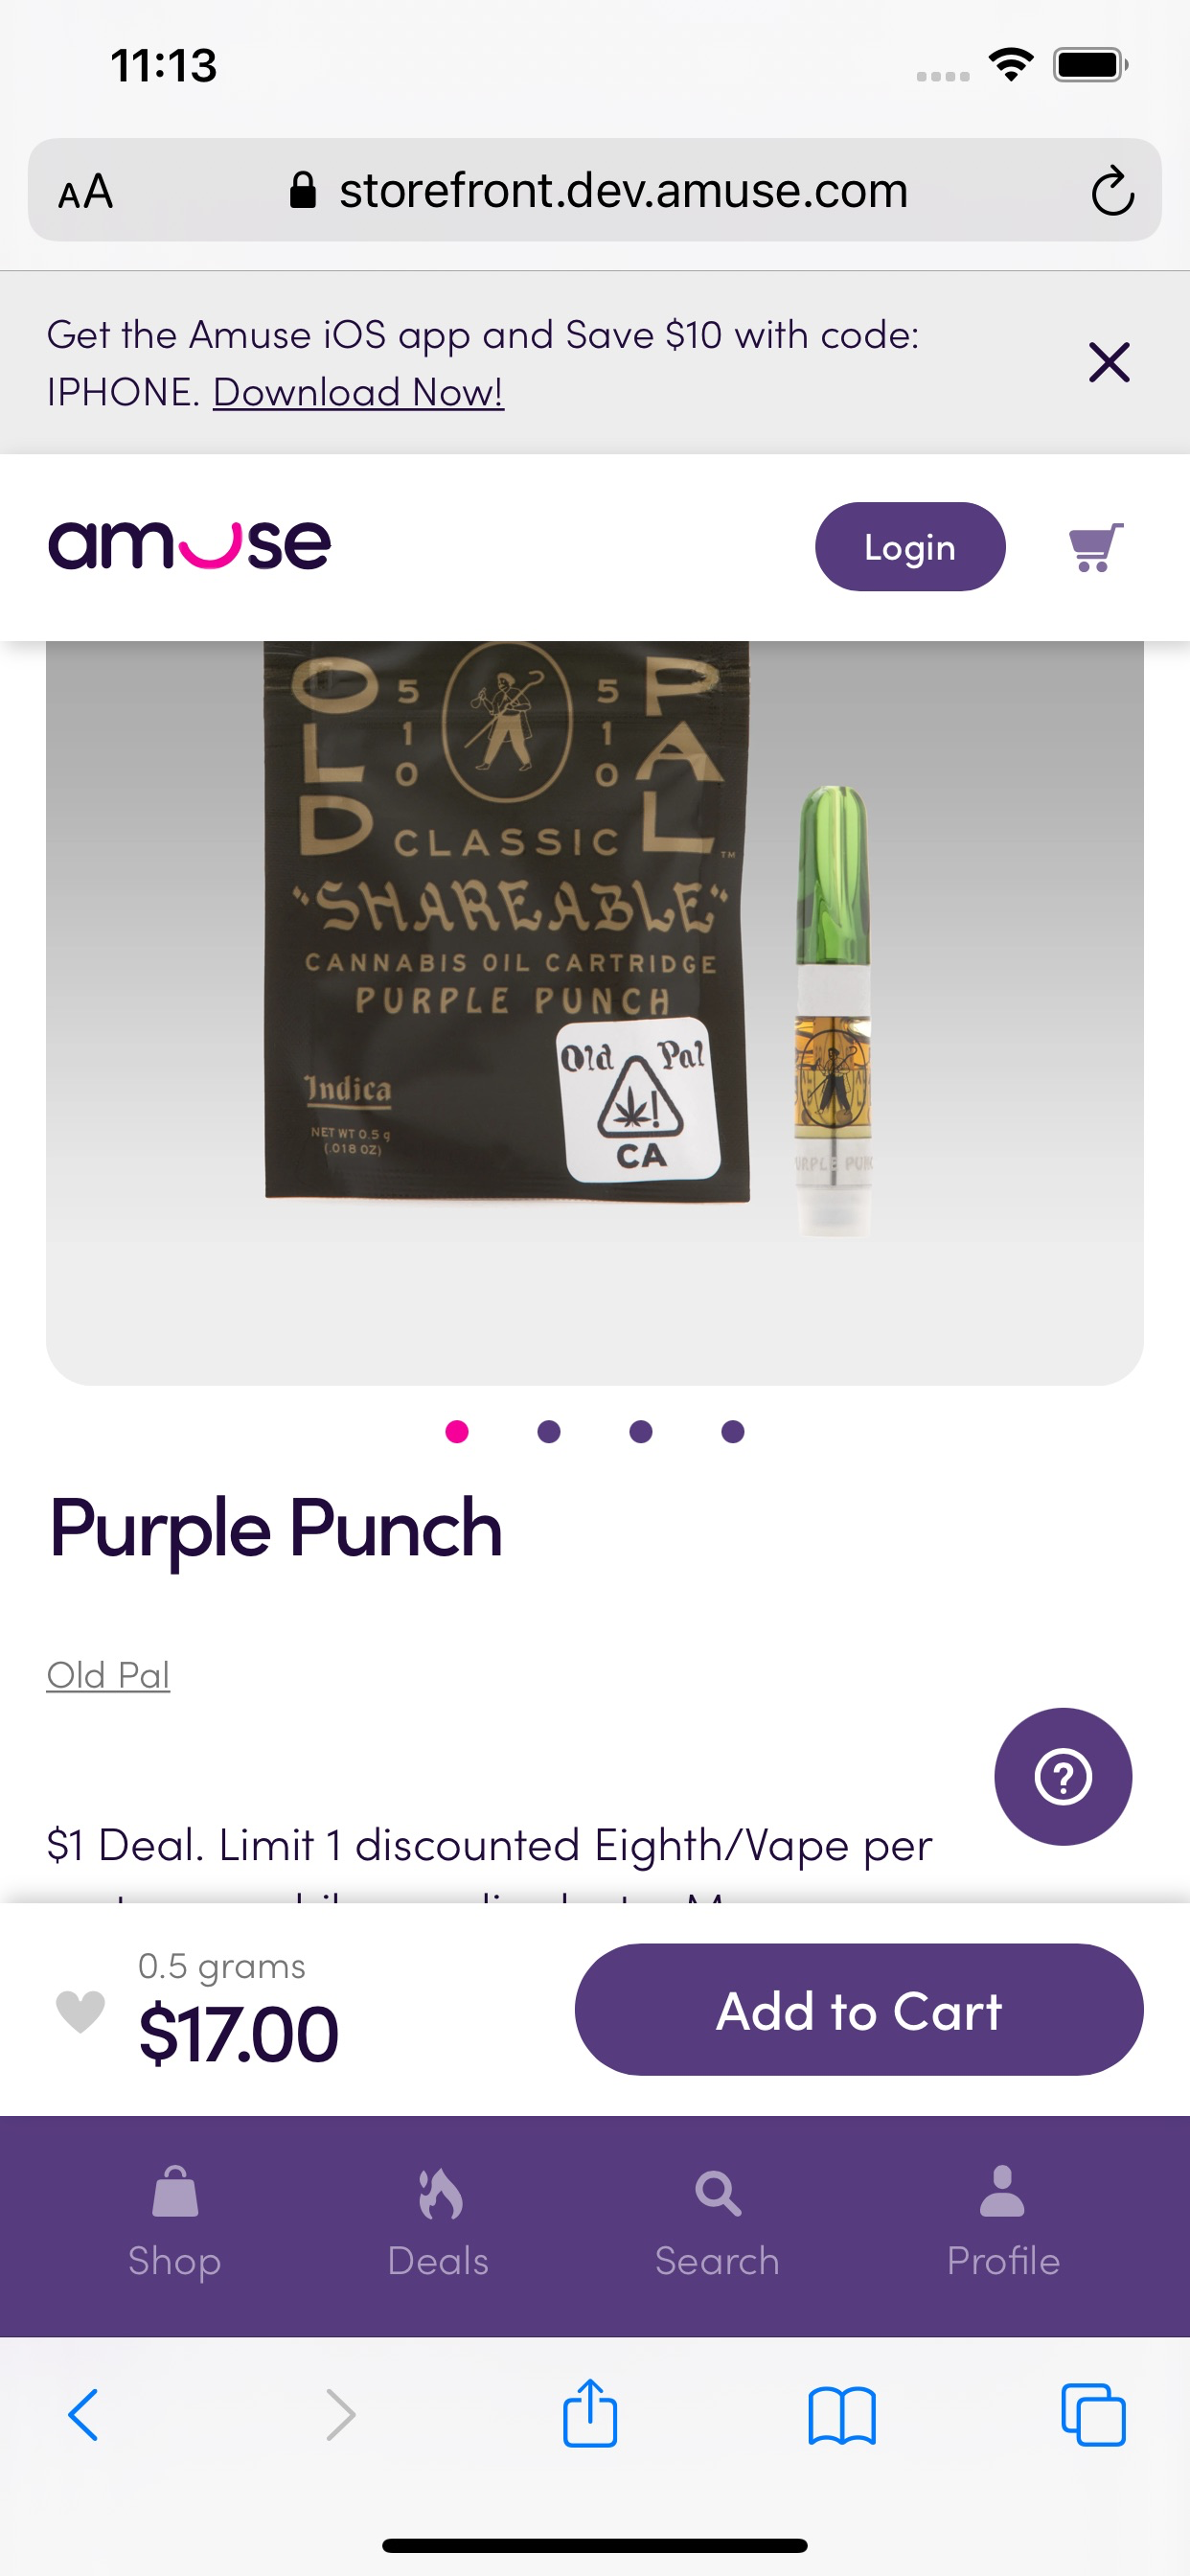 11:13
AA storefront.dev.amuse.com
Get the Amuse iOS app and Save $10 with code:
IPHONE. Download Now!
amuse
Login
OLD 510 510 PAL
CLASSIC ™
"SHAREABLE"
CANNABIS OIL CARTRIDGE
PURPLE PUNCH
Old Pal
Indica
NET WT 0.5 g
(.018 OZ)
!
CA
Purple Punch
Old Pal
?
$1 Deal. Limit 1 discounted Eighth/Vape per
0.5 grams
$17.00
Add to Cart
Shop
Deals
Search
Profile